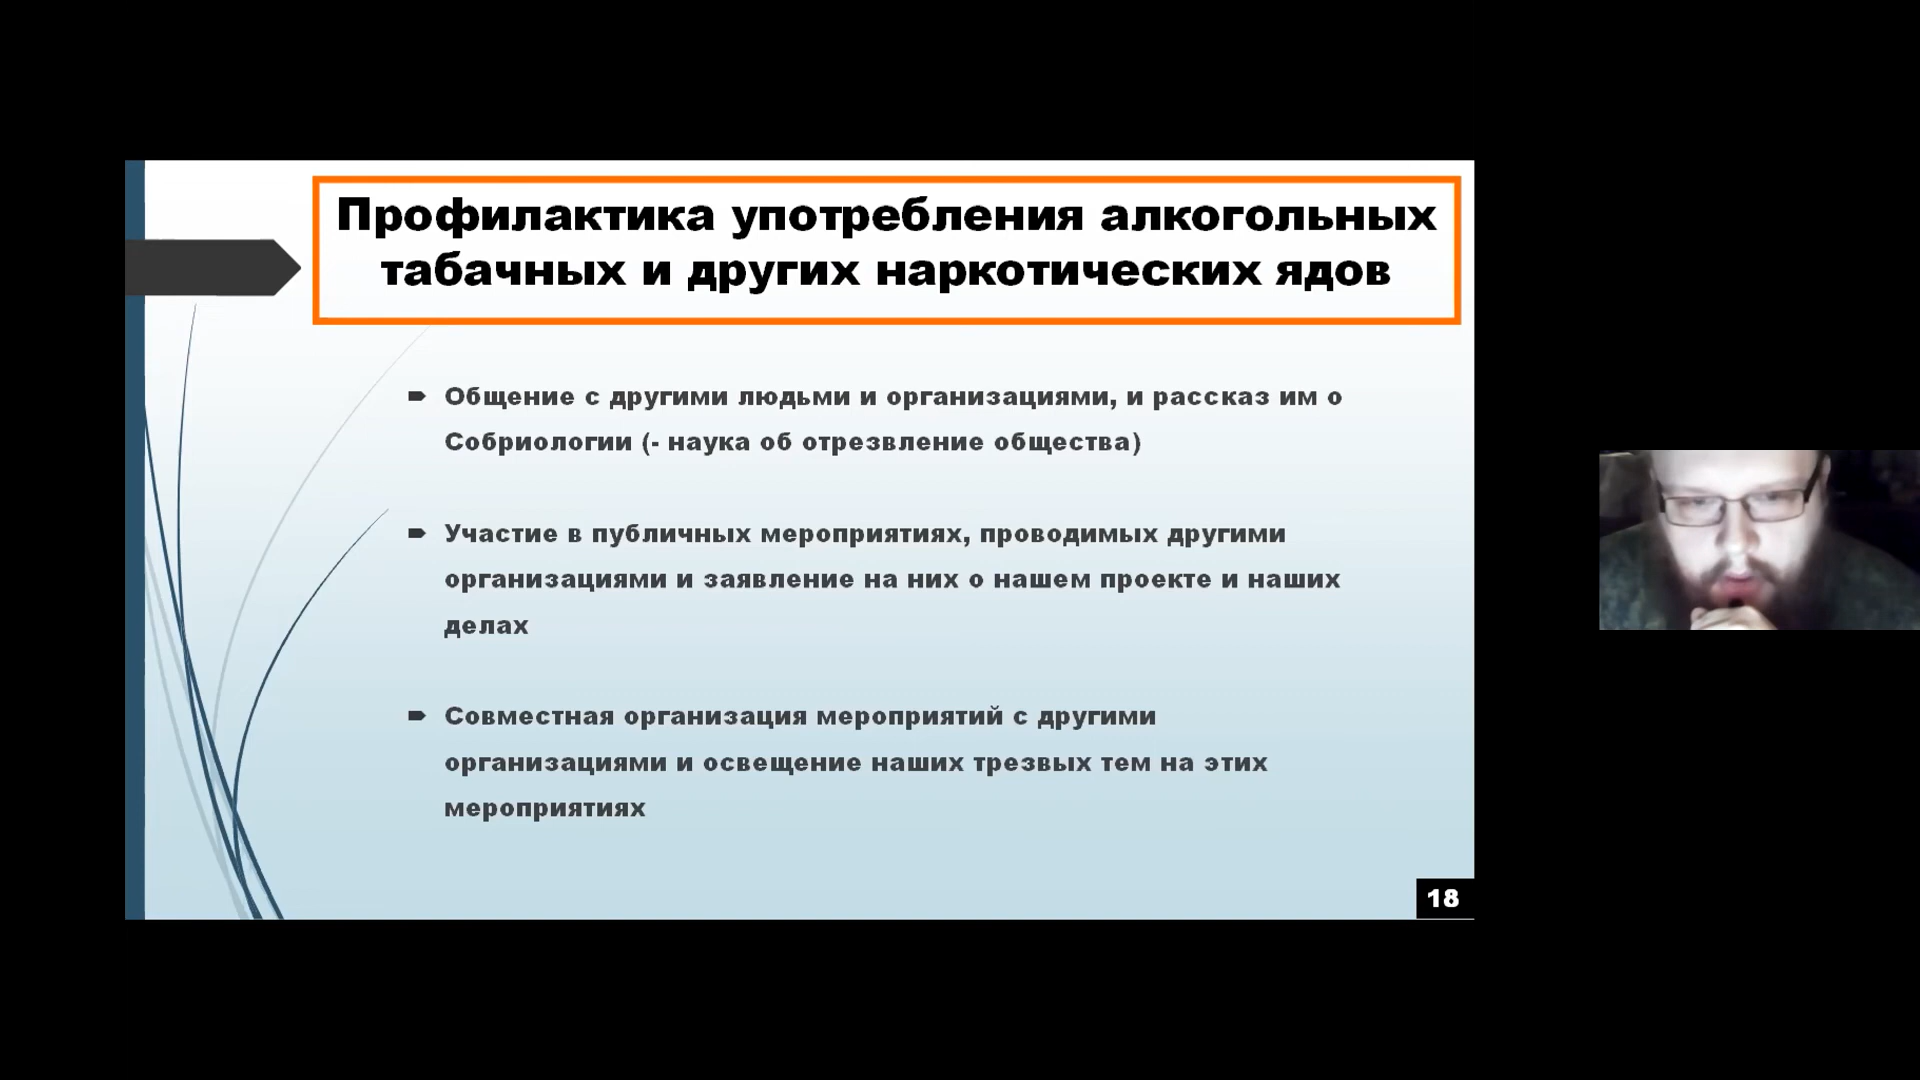 Профилактика употребления алкогольных
табачных и других наркотических ядов
Общение с другими людьми и организациями, и рассказ им о
Собриологии (- наука об отрезвление общества)
Участие в публичных мероприятиях, проводимых другими
организациями и заявление на них о нашем проекте и наших
делах
Совместная организация мероприятий с другими
организациями и освещение наших трезвых тем на этих
мероприятиях
18